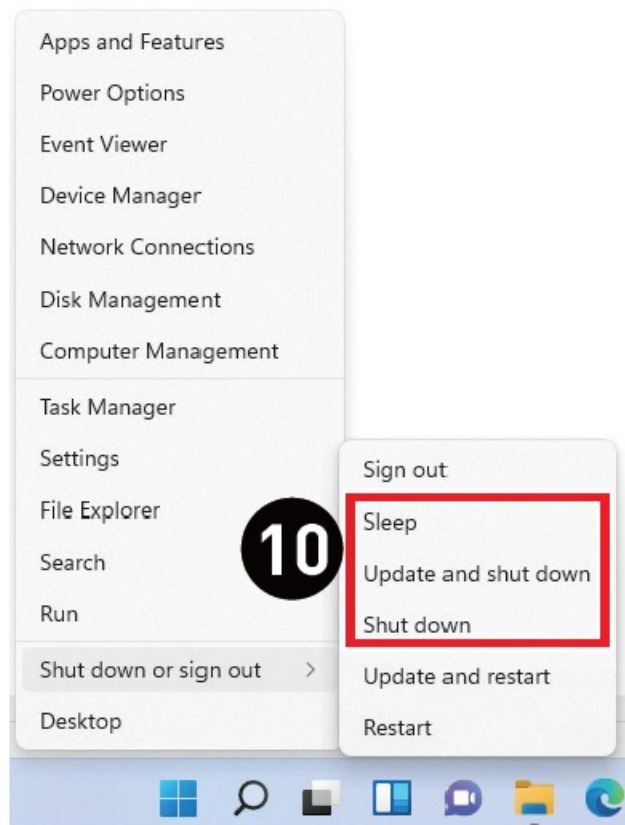 Apps and Features
Power Options
Event Viewer
Device Manager
Network Connections
Disk Management
Computer Management
Task Manager
Settings
File Explorer
Search
Run
Shut down or sign out
Desktop
10
Sign out
Sleep
Update and shut down
Shut down
Update and restart
Restart